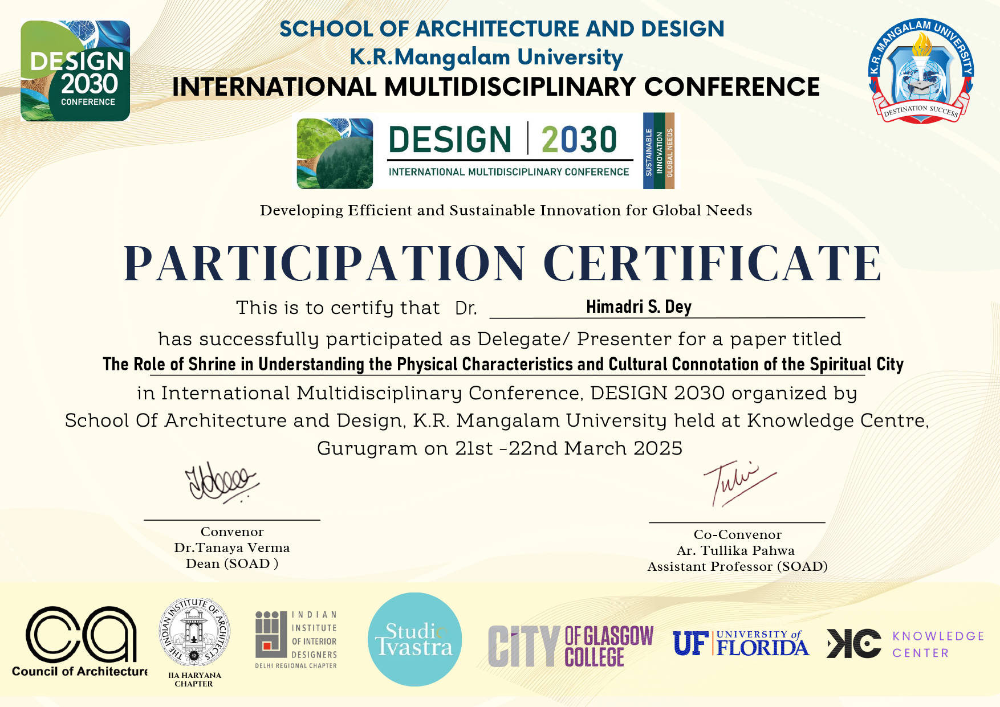 SCHOOL OF ARCHITECTURE AND DESIGN
K.R.Mangalam University
INTERNATIONAL MULTIDISCIPLINARY CONFERENCE
DESIGN
2030
CONFERENCE
K.R. MANGALAM UNIVERSITY
DESTINATION SUCCESS
DESIGN | 2030
INTERNATIONAL MULTIDISCIPLINARY CONFERENCE
SUSTAINABLE
INNOVATION
GLOBAL NEEDS
Developing Efficient and Sustainable Innovation for Global Needs
PARTICIPATION CERTIFICATE
This is to certify that Dr. Himadri S. Dey
has successfully participated as Delegate/ Presenter for a paper titled
The Role of Shrine in Understanding the Physical Characteristics and Cultural Connotation of the Spiritual City
in International Multidisciplinary Conference, DESIGN 2030 organized by
School Of Architecture and Design, K.R. Mangalam University held at Knowledge Centre,
Gurugram on 21st -22nd March 2025
Tulli
Convenor
Dr.Tanaya Verma
Dean (SOAD )
Co-Convenor
Ar. Tullika Pahwa
Assistant Professor (SOAD)
ca
Council of Architecture
THE INDIAN INSTITUTE OF ARCHITECTS
IIA HARYANA
CHAPTER
INDIAN
INSTITUTE
OF INTERIOR
DESIGNERS
DELHI REGIONAL CHAPTER
Studio
Tvastra
CITY OF GLASGOW
COLLEGE
UF UNIVERSITY of
FLORIDA
KC KNOWLEDGE
CENTER